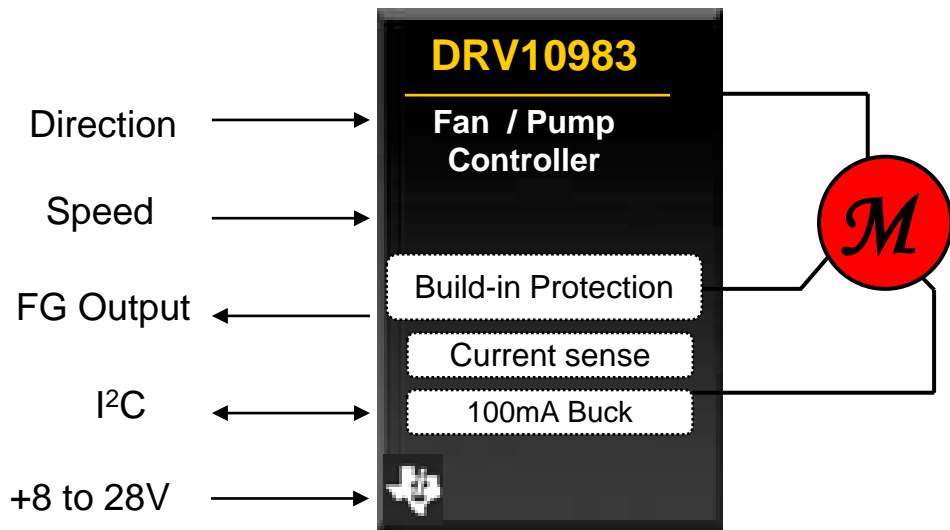 DRV10983
Fan / Pump
Controller
Direction
Speed
FG Output
I²C
+8 to 28V
Build-in Protection
Current sense
100mA Buck
M